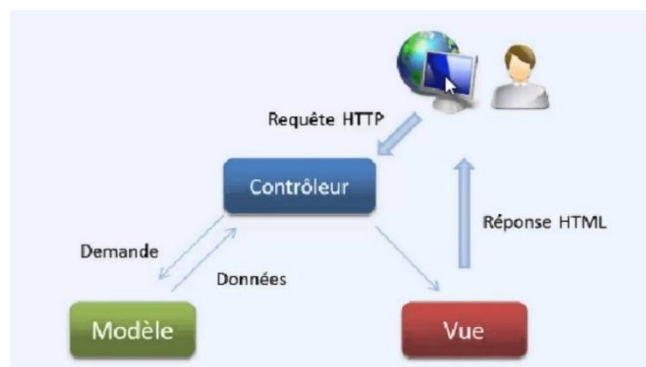 Requête HTTP
Contrôleur
Réponse HTML
Demande
Données
Modèle
Vue